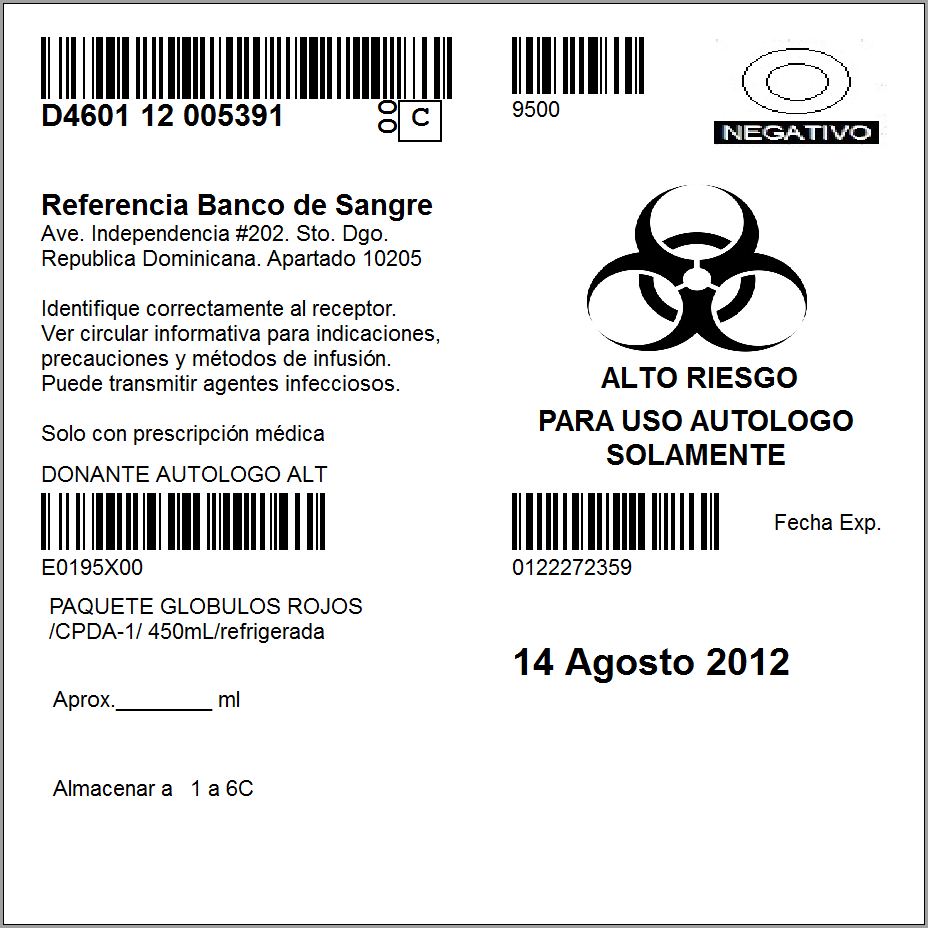 D4601 12 005391
00
C
9500
O
NEGATIVO
Referencia Banco de Sangre
Ave. Independencia #202. Sto. Dgo.
Republica Dominicana. Apartado 10205
Identifique correctamente al receptor.
Ver circular informativa para indicaciones,
precauciones y métodos de infusión.
Puede transmitir agentes infecciosos.
Solo con prescripción médica
ALTO RIESGO
PARA USO AUTOLOGO
SOLAMENTE
DONANTE AUTOLOGO ALT
E0195X00
PAQUETE GLOBULOS ROJOS
/CPDA-1/ 450mL/refrigerada
Aprox.________ ml
Almacenar a 1 a 6C
Fecha Exp.
0122272359
14 Agosto 2012